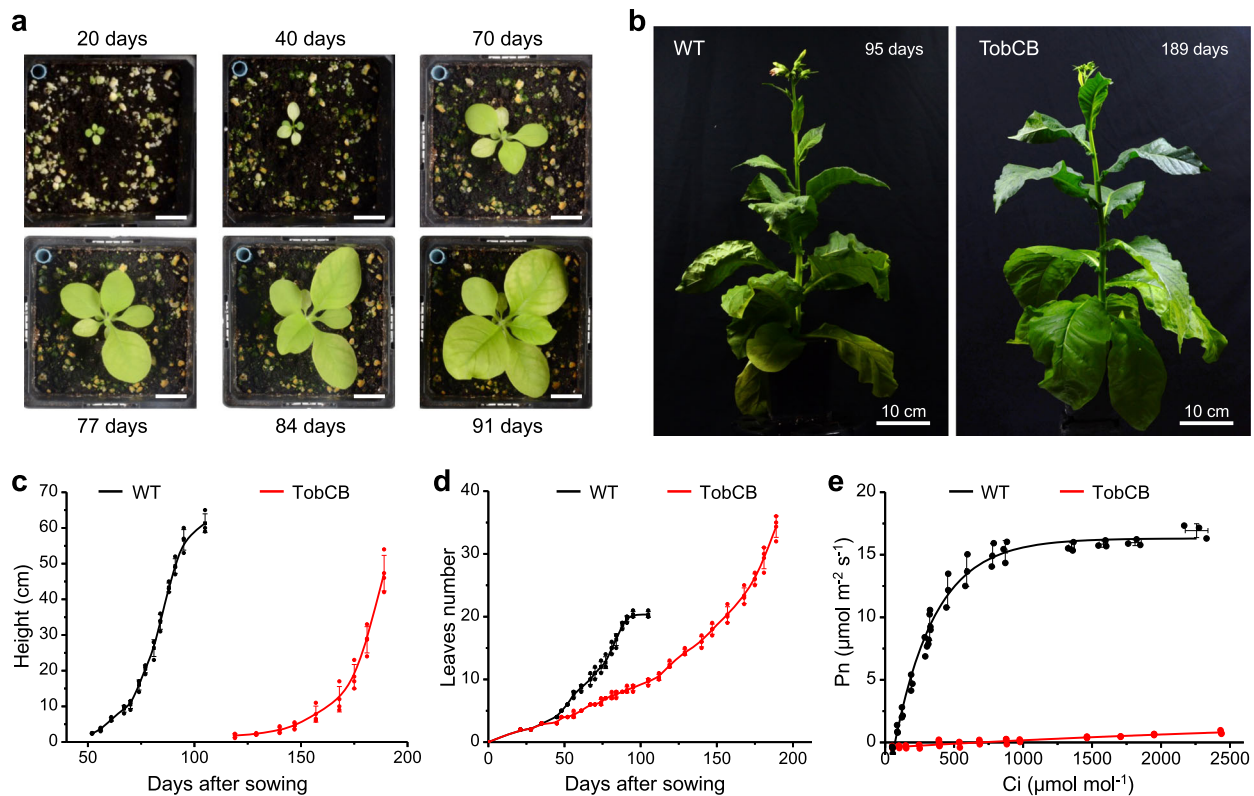 a
20 days
40 days
70 days
77 days
84 days
91 days
b
WT
95 days
10 cm
TobCB
189 days
10 cm
c
WT
TobCB
Height (cm)
70
60
50
40
30
20
10
0
50
100
150
200
Days after sowing
d
WT
TobCB
Leaves number
40
30
20
10
0
0
50
100
150
200
Days after sowing
e
WT
TobCB
Pn (µmol m⁻² s⁻¹)
20
15
10
5
0
500
1000
1500
2000
2500
Ci (µmol mol⁻¹)